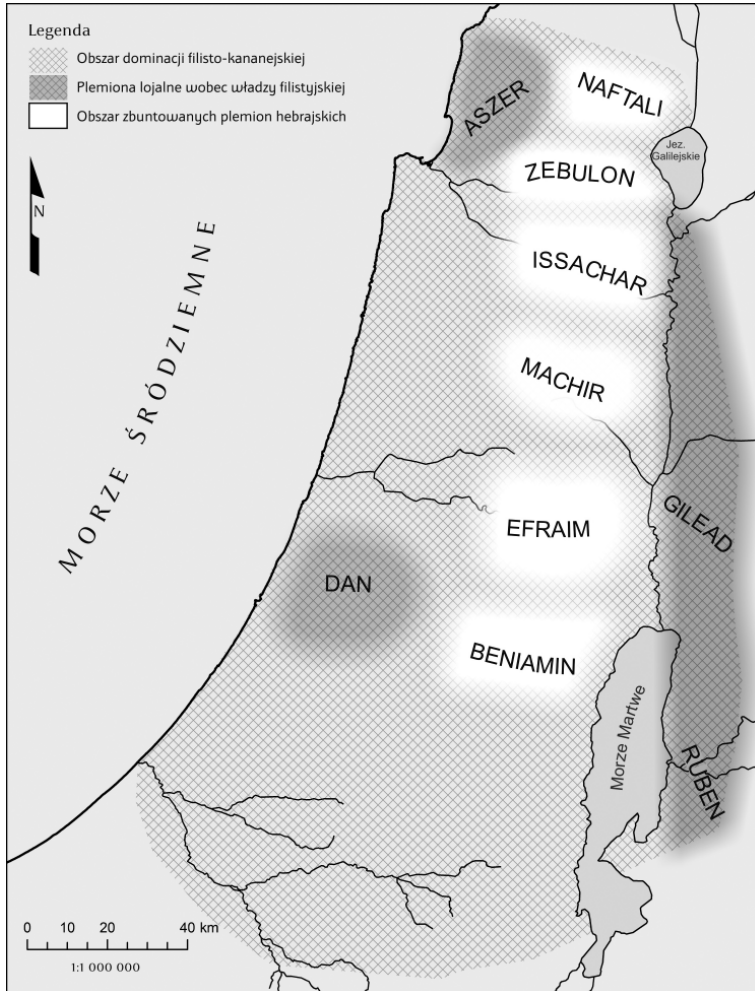 Legenda
Obszar dominacji filisto-kananejskiej
Plemiona lojalne wobec władzy filistyjskiej
Obszar zbuntowanych plemion hebrajskich
N
MORZE ŚRÓDZIEMNE
ASZER
NAFTALI
Jez.
Galilejskie
ZEBULON
ISSACHAR
MACHIR
GILEAD
EFRAIM
DAN
BENIAMIN
Morze Martwe
RUBEN
0 10 20 40 km
1:1 000 000